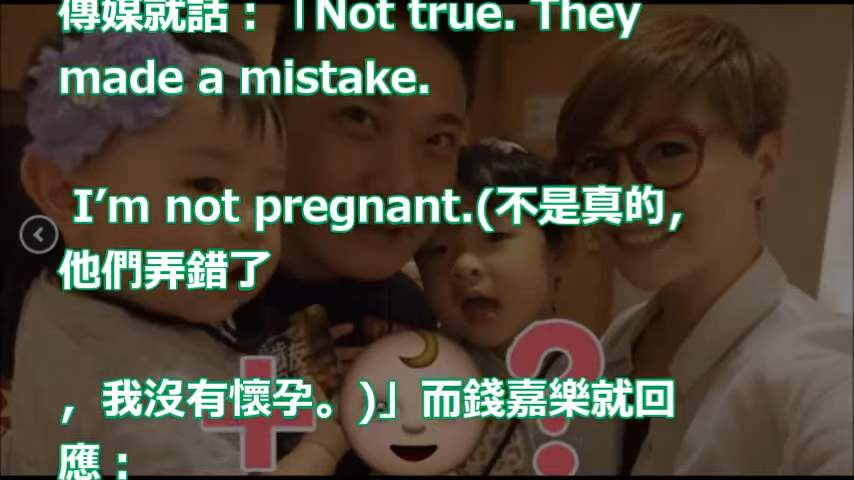 傳媒就話：「Not true. They
made a mistake.
I’m not pregnant.(不是真的，
他們弄錯了
，我沒有懷孕。)」而錢嘉樂就回
應：